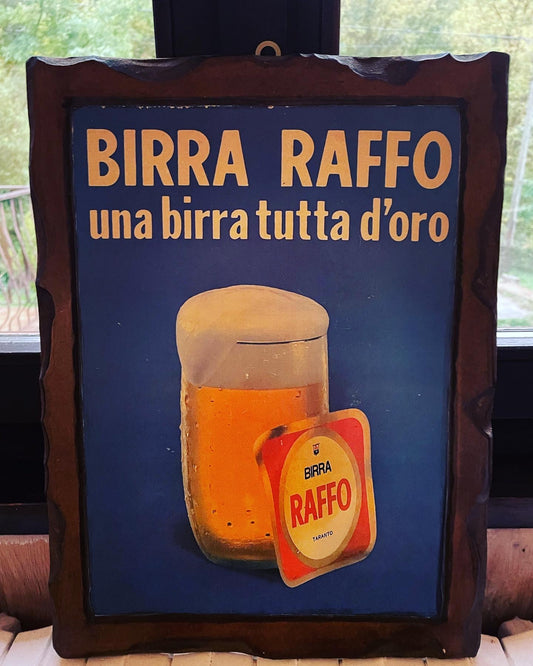 BIRRA RAFFO
una birra tutta d'oro
BIRRA
RAFFO
TARANTO